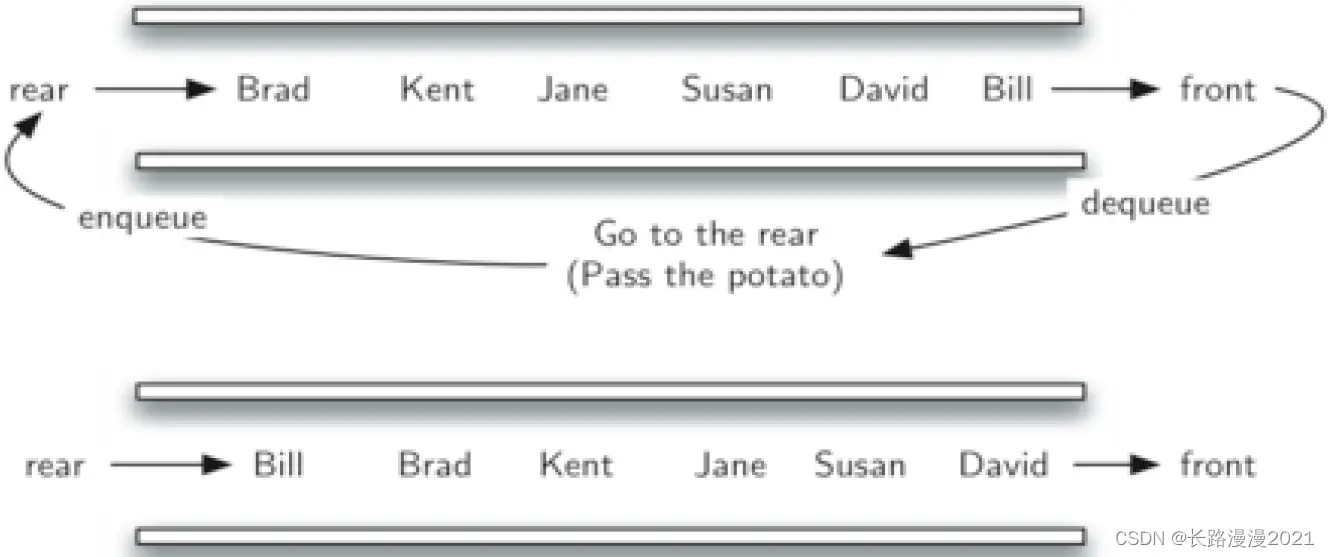 rear Brad Kent Jane Susan David Bill front
enqueue
dequeue
Go to the rear
(Pass the potato)
rear Bill Brad Kent Jane Susan David front
CSDN @长路漫漫2021